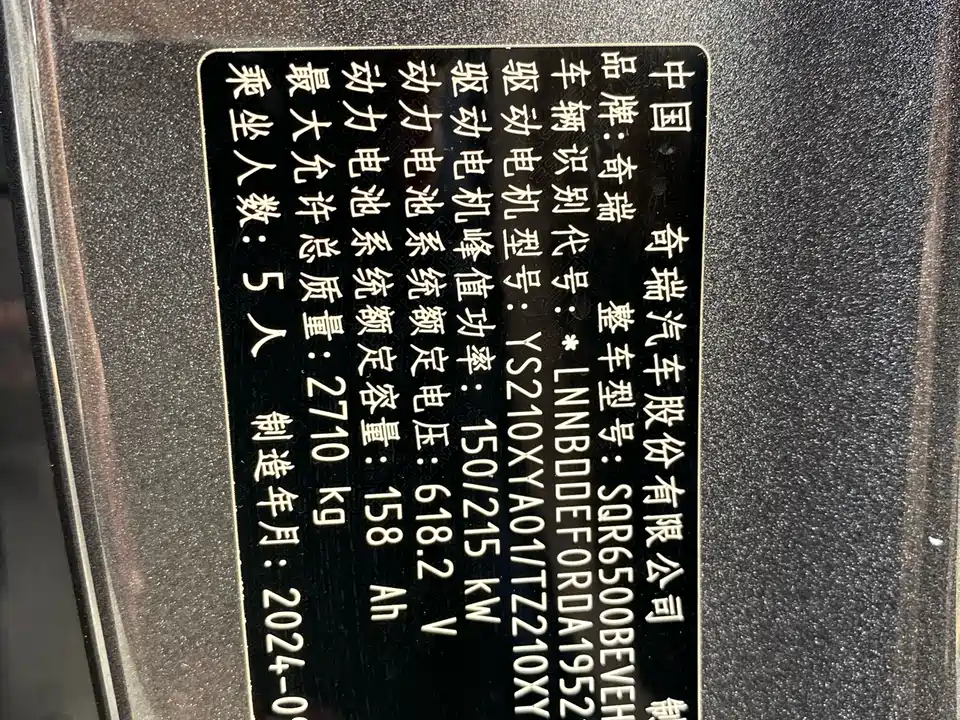 中国 奇瑞汽车股份有限公司 制
品牌:奇瑞 整车型号:SQR6500BEVEH
车辆识别代号:*LNNBDDEF0RDA1952
驱动电机型号:YS210XYA01/TZ210XY
驱动电机峰值功率:150/215 kW
动力电池系统额定电压:618.2 V
动力电池系统额定容量:158 Ah
最大允许总质量:2710 kg
乘坐人数:5人 制造年月:2024-0